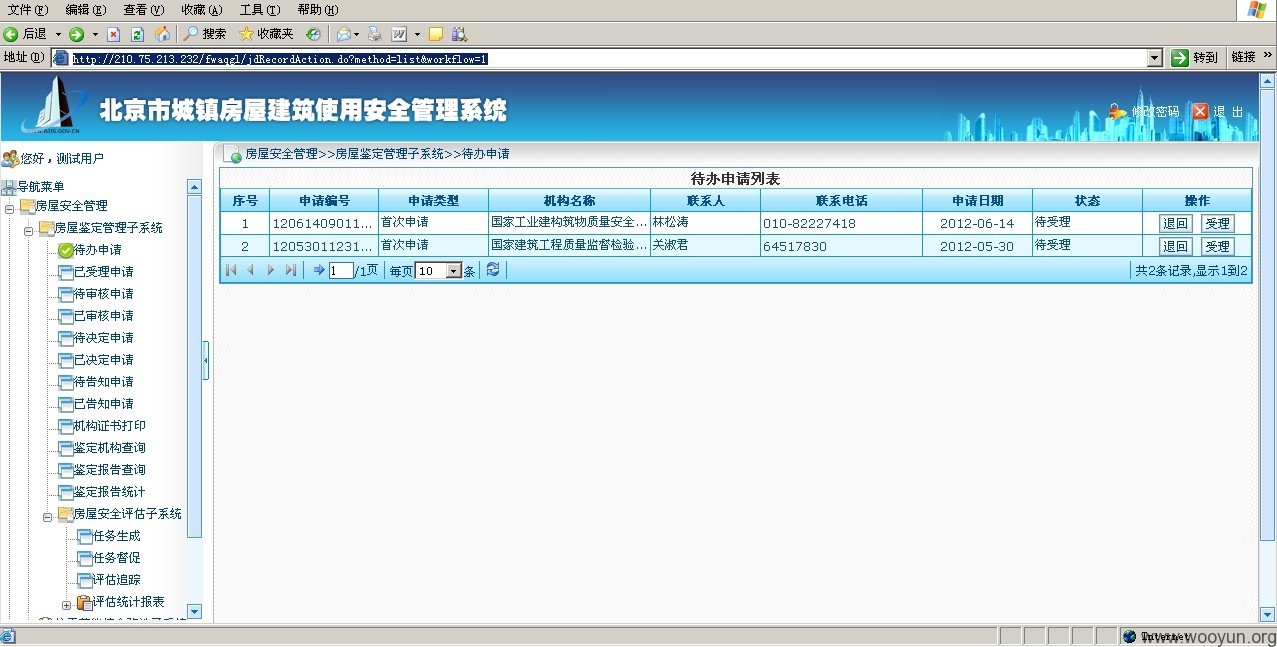 文件(F) 编辑(E) 查看(V) 收藏(A) 工具(T) 帮助(H)
后退 搜索 收藏夹 W
地址(D) http://210.75.213.232/fwaqgl/jdRecordAction.do?method=list&workflow=1 转到 链接 »
北京市城镇房屋建筑使用安全管理系统
修改密码 退 出
您好，测试用户
房屋安全管理>>房屋鉴定管理子系统>>待办申请
导航菜单
房屋安全管理
房屋鉴定管理子系统
待办申请
已受理申请
待审核申请
已审核申请
待决定申请
已决定申请
待告知申请
已告知申请
机构证书打印
鉴定机构查询
鉴定报告查询
鉴定报告统计
房屋安全评估子系统
任务生成
任务督促
评估追踪
评估统计报表
待办申请列表
序号 申请编号 申请类型 机构名称 联系人 联系电话 申请日期 状态 操作
1 12061409011... 首次申请 国家工业建构筑物质量安全... 林松涛 010-82227418 2012-06-14 待受理 退回 受理
2 12053011231... 首次申请 国家建筑工程质量监督检验... 关淑君 64517830 2012-05-30 待受理 退回 受理
1 /1页 每页 10 条 共2条记录,显示1到2
Internet
www.wooyun.org